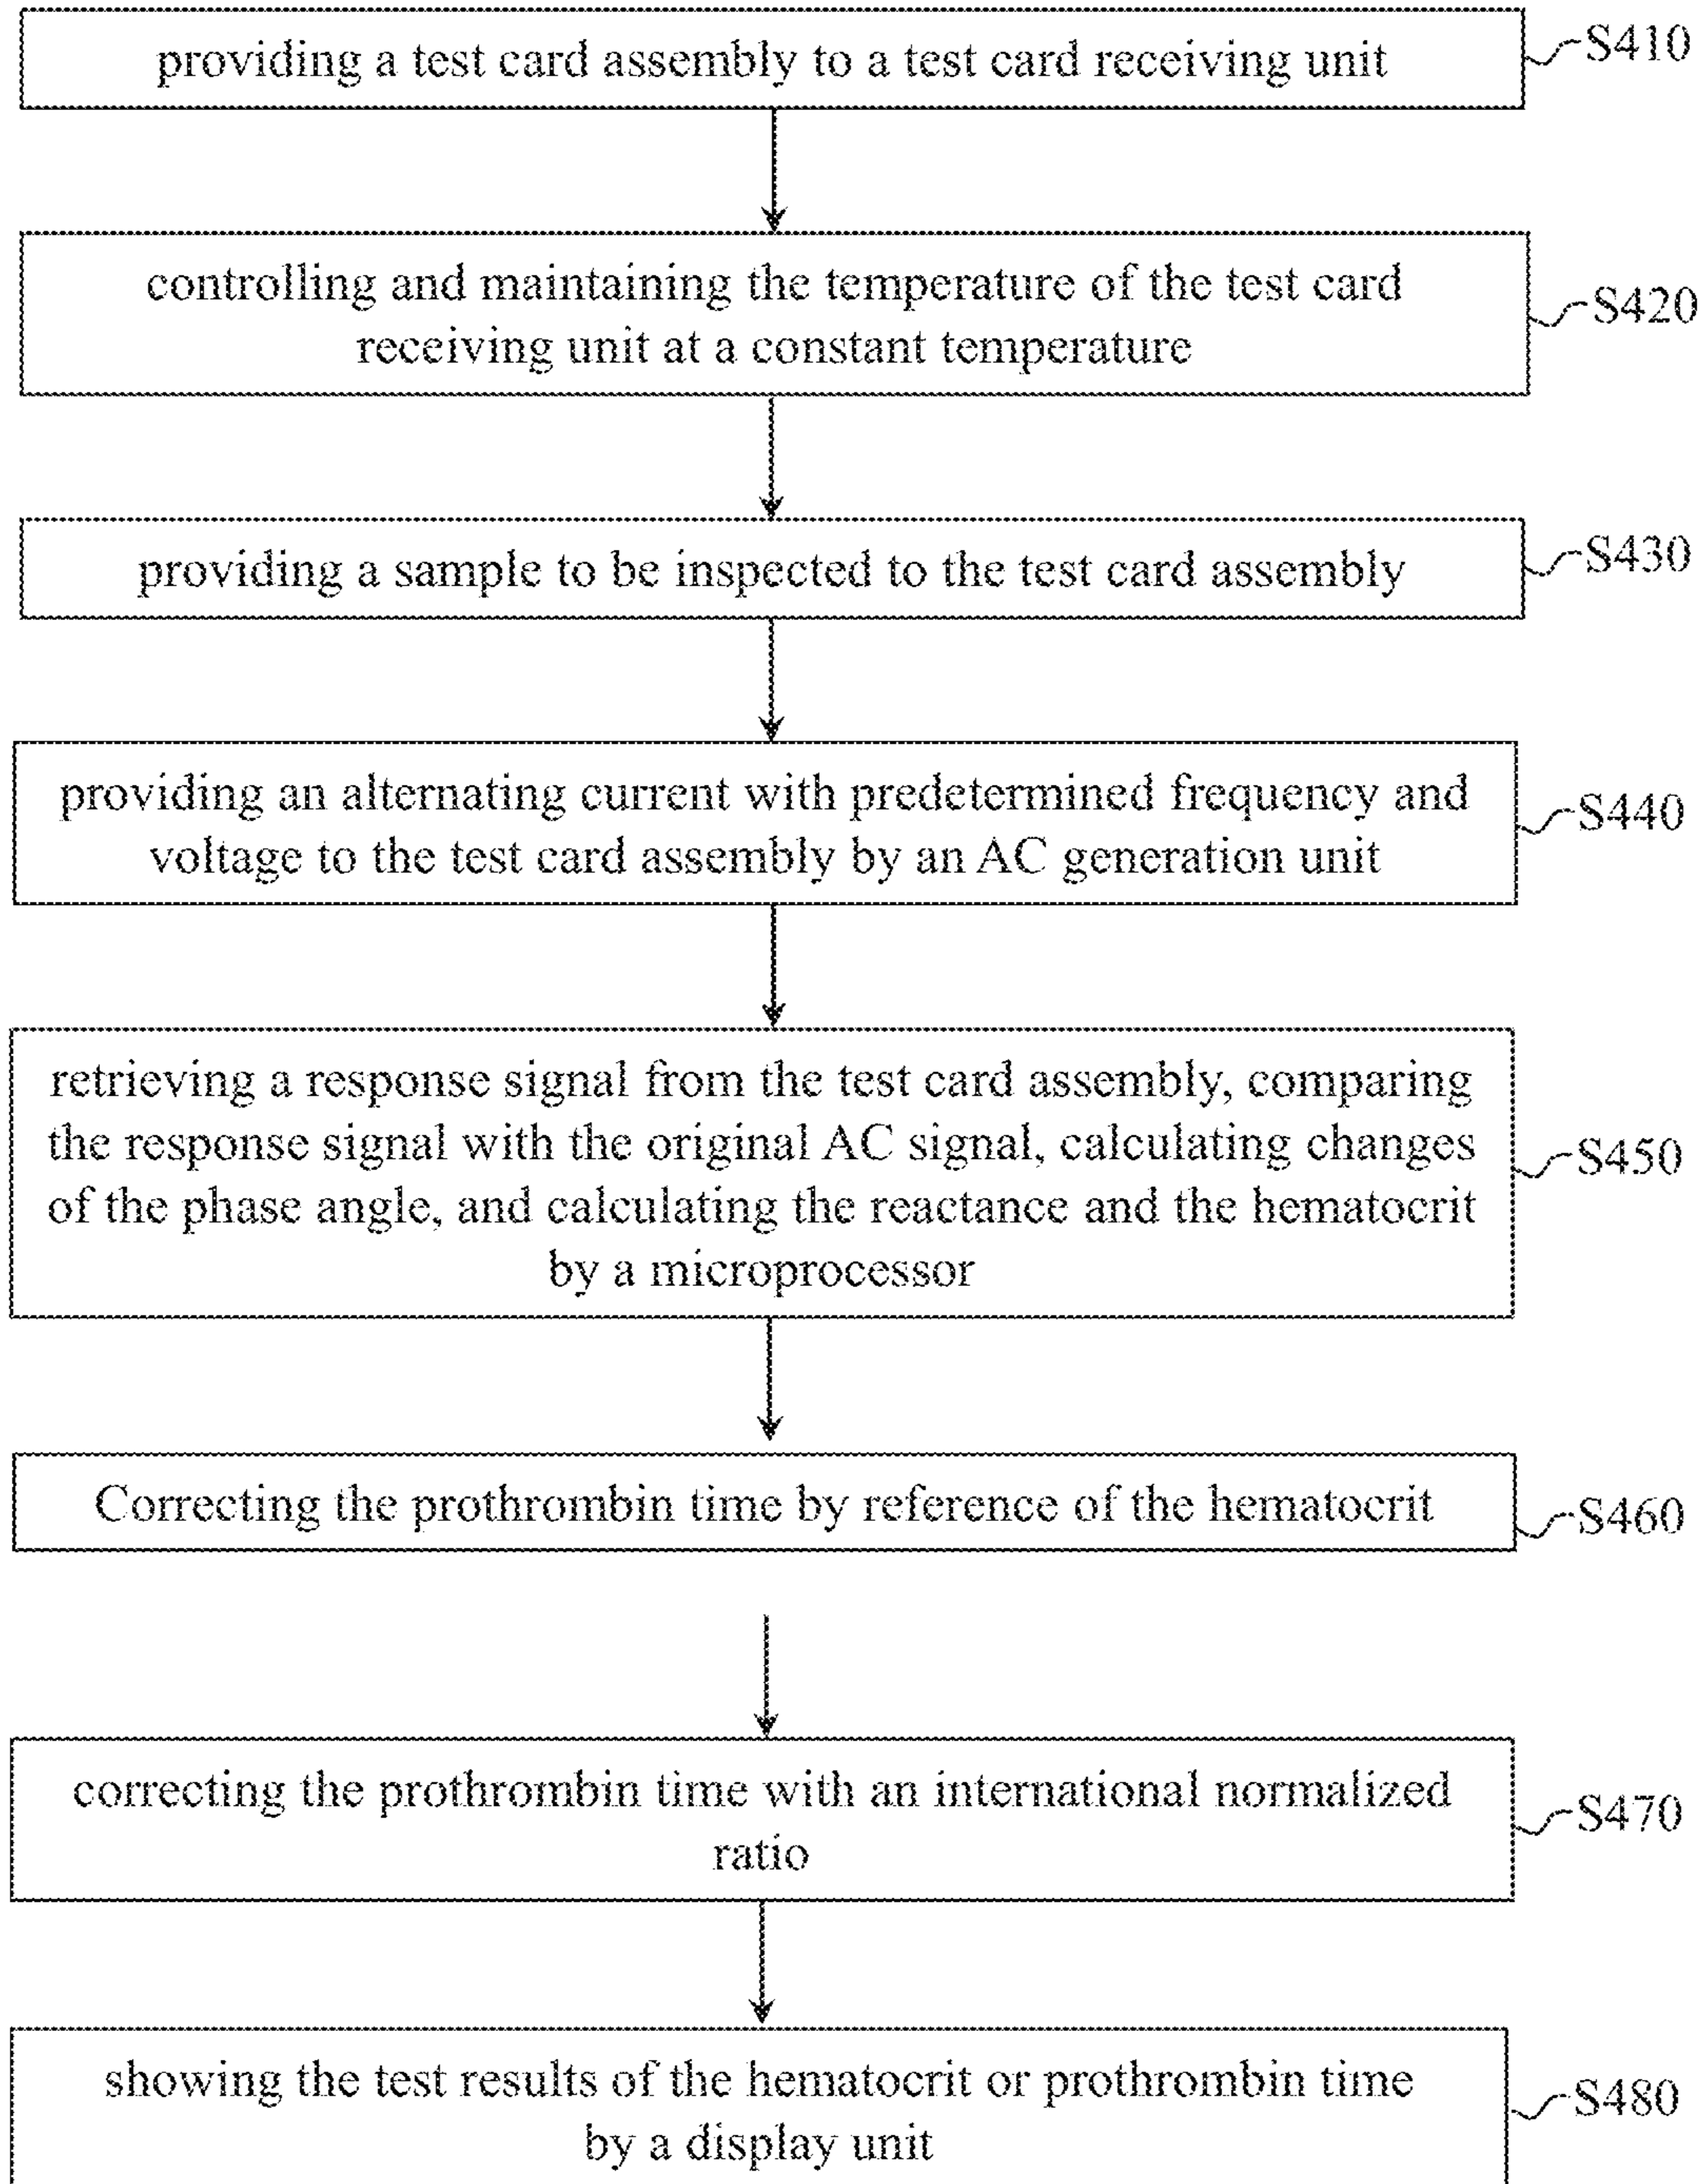 providing a test card assembly to a test card receiving unit
S410
controlling and maintaining the temperature of the test card
receiving unit at a constant temperature
S420
providing a sample to be inspected to the test card assembly
S430
providing an alternating current with predetermined frequency and
voltage to the test card assembly by an AC generation unit
S440
retrieving a response signal from the test card assembly, comparing
the response signal with the original AC signal, calculating changes
of the phase angle, and calculating the reactance and the hematocrit
by a microprocessor
S450
Correcting the prothrombin time by reference of the hematocrit
S460
correcting the prothrombin time with an international normalized
ratio
S470
showing the test results of the hematocrit or prothrombin time
by a display unit
S480